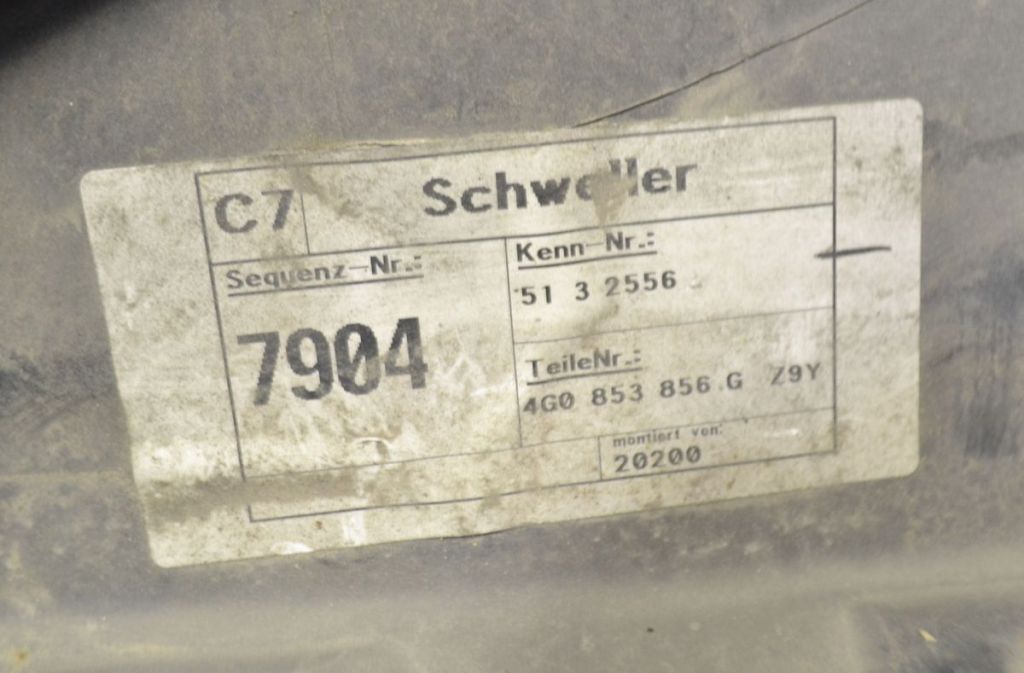 C7 Schweller
Sequenz-Nr.:
7904
Kenn-Nr.:
51 3 2556
TeileNr.:
4G0 853 856 G Z9Y
montiert von:
20200